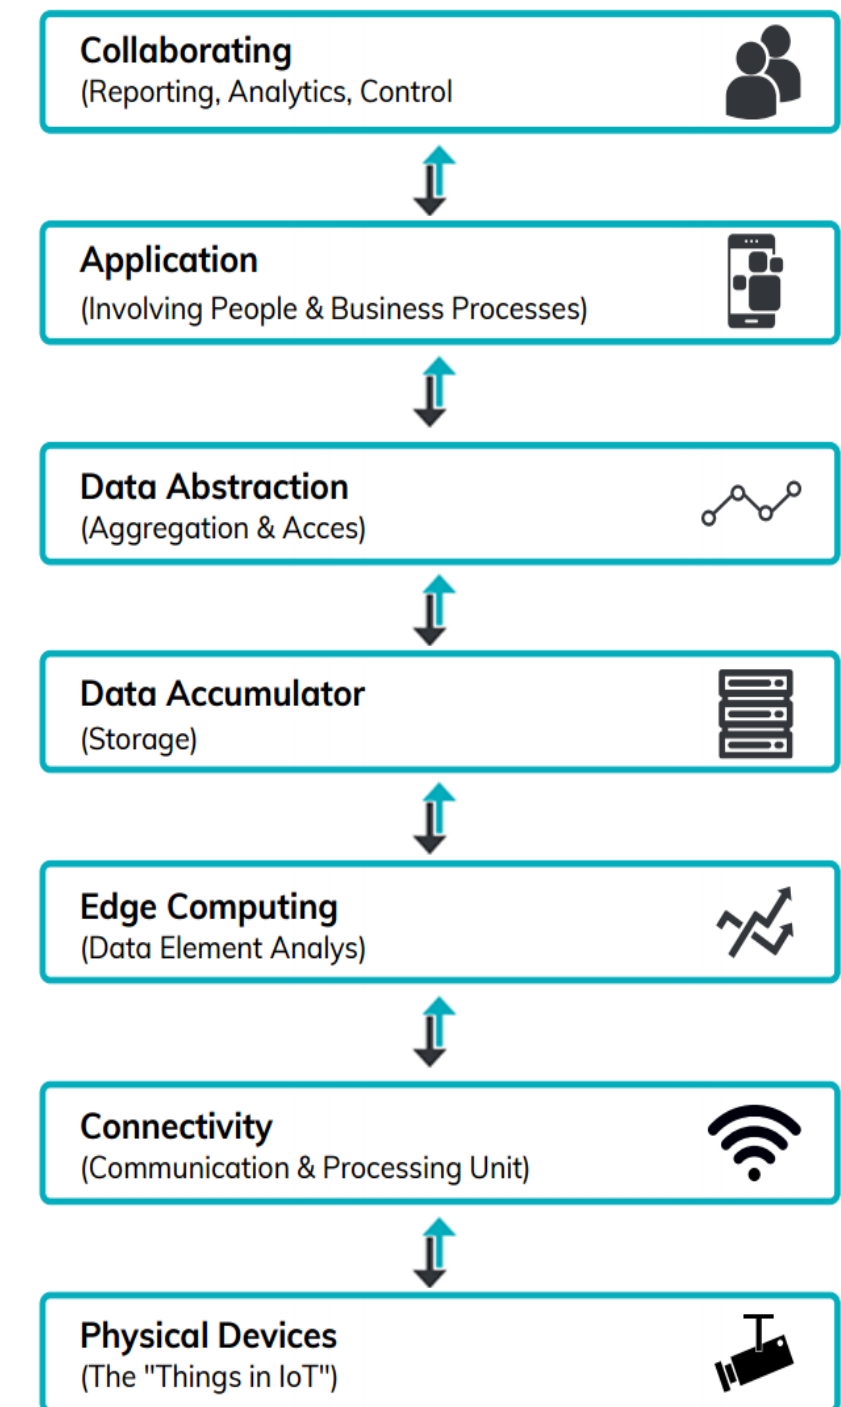 Collaborating
(Reporting, Analytics, Control
Application
(Involving People & Business Processes)
Data Abstraction
(Aggregation & Acces)
Data Accumulator
(Storage)
Edge Computing
(Data Element Analys)
Connectivity
(Communication & Processing Unit)
Physical Devices
(The "Things in IoT")